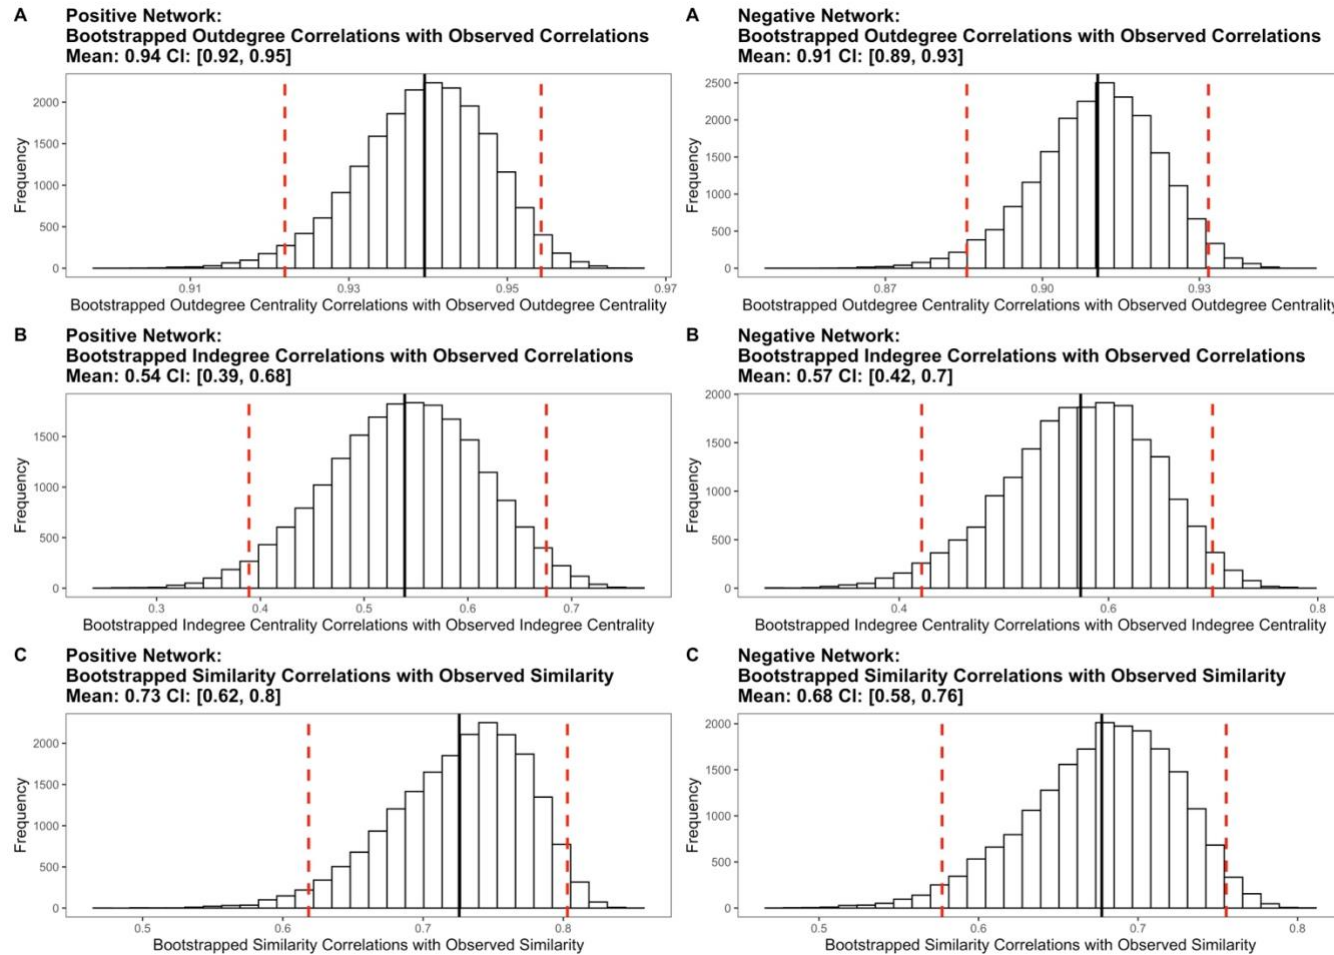 A Positive Network:
Bootstrapped Outdegree Correlations with Observed Correlations
Mean: 0.94 CI: [0.92, 0.95]
Frequency
2000
1500
1000
500
0
0.91 0.93 0.95 0.97
Bootstrapped Outdegree Centrality Correlations with Observed Outdegree Centrality
A Negative Network:
Bootstrapped Outdegree Correlations with Observed Correlations
Mean: 0.91 CI: [0.89, 0.93]
Frequency
2500
2000
1500
1000
500
0
0.87 0.90 0.93
Bootstrapped Outdegree Centrality Correlations with Observed Outdegree Centrality
B Positive Network:
Bootstrapped Indegree Correlations with Observed Correlations
Mean: 0.54 CI: [0.39, 0.68]
Frequency
1500
1000
500
0
0.3 0.4 0.5 0.6 0.7
Bootstrapped Indegree Centrality Correlations with Observed Indegree Centrality
B Negative Network:
Bootstrapped Indegree Correlations with Observed Correlations
Mean: 0.57 CI: [0.42, 0.7]
Frequency
2000
1500
1000
500
0
0.4 0.6 0.8
Bootstrapped Indegree Centrality Correlations with Observed Indegree Centrality
C Positive Network:
Bootstrapped Similarity Correlations with Observed Similarity
Mean: 0.73 CI: [0.62, 0.8]
Frequency
2000
1500
1000
500
0
0.5 0.6 0.7 0.8
Bootstrapped Similarity Correlations with Observed Similarity
C Negative Network:
Bootstrapped Similarity Correlations with Observed Similarity
Mean: 0.68 CI: [0.58, 0.76]
Frequency
2000
1500
1000
500
0
0.5 0.6 0.7 0.8
Bootstrapped Similarity Correlations with Observed Similarity